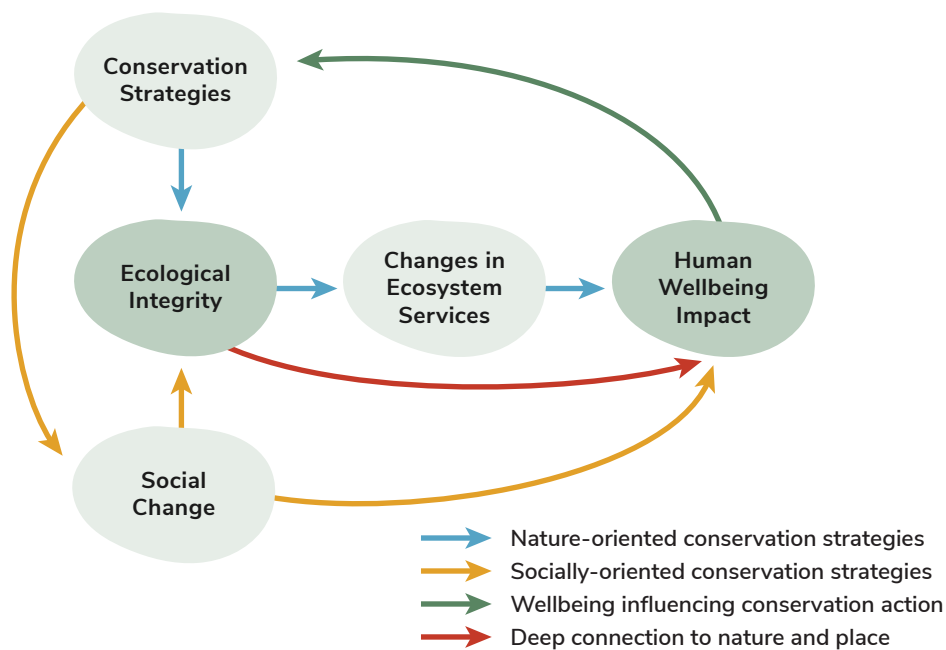 Conservation
Strategies
Ecological
Integrity
Changes in
Ecosystem
Services
Human
Wellbeing
Impact
Social
Change
Nature-oriented conservation strategies
Socially-oriented conservation strategies
Wellbeing influencing conservation action
Deep connection to nature and place